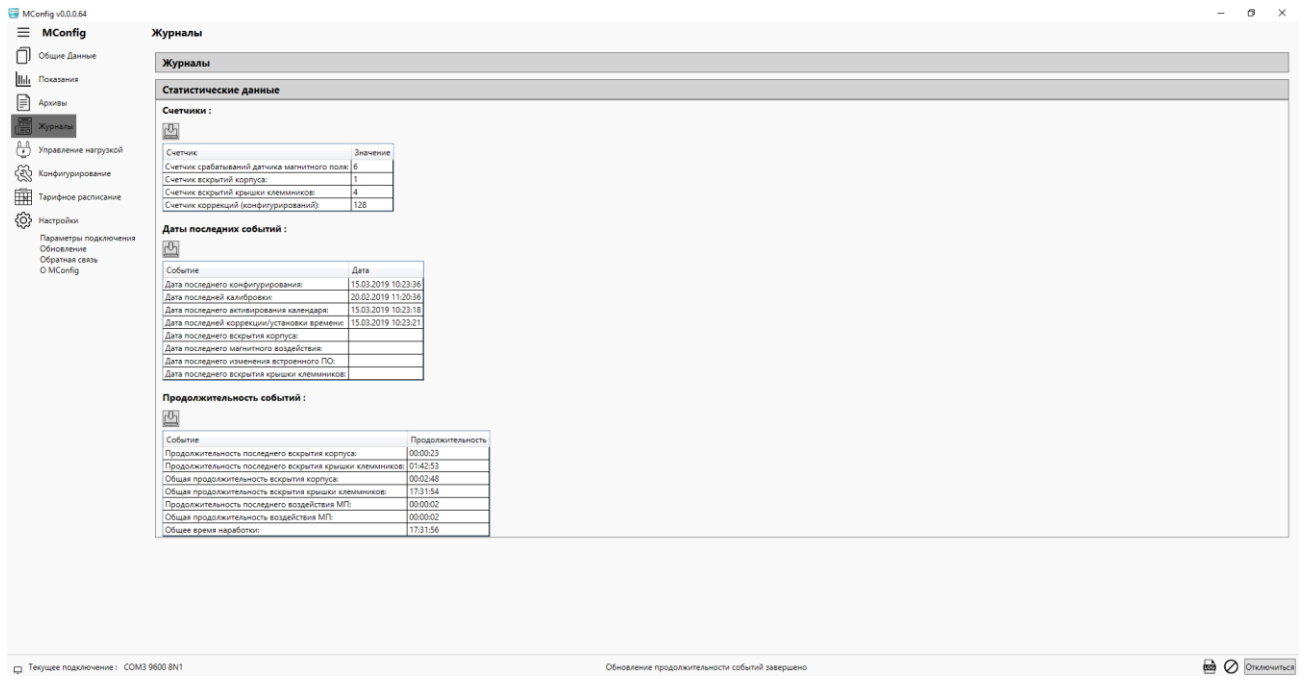 MConfig v0.0.0.64
MConfig
Журналы
Общие Данные
Показания
Архивы
Журналы
Управление нагрузкой
Конфигурирование
Тарифное расписание
Настройки
Параметры подключения
Обновление
Обратная связь
О MConfig
Журналы
Статистические данные
Счетчики :
Счетчик Значение
Счетчик срабатываний датчика магнитного поля: 6
Счетчик вскрытий корпуса: 1
Счетчик вскрытий крышки клеммников: 4
Счетчик коррекций (конфигурирований): 128
Даты последних событий :
Событие Дата
Дата последнего конфигурирования: 15.03.2019 10:23:36
Дата последней калибровки: 20.02.2019 11:20:36
Дата последнего активирования календаря: 15.03.2019 10:23:18
Дата последней коррекции/установки времени: 15.03.2019 10:23:21
Дата последнего вскрытия корпуса:
Дата последнего магнитного воздействия:
Дата последнего изменения встроенного ПО:
Дата последнего вскрытия крышки клеммников:
Продолжительность событий :
Событие Продолжительность
Продолжительность последнего вскрытия корпуса: 00:00:23
Продолжительность последнего вскрытия крышки клеммников: 01:42:53
Общая продолжительность вскрытия корпуса: 00:02:48
Общая продолжительность вскрытия крышки клеммников: 17:31:54
Продолжительность последнего воздействия МП: 00:00:02
Общая продолжительность воздействия МП: 00:00:02
Общее время наработки: 17:31:56
Текущее подключение : COM3 9600 8N1
Обновление продолжительности событий завершено
LOG
Отключиться